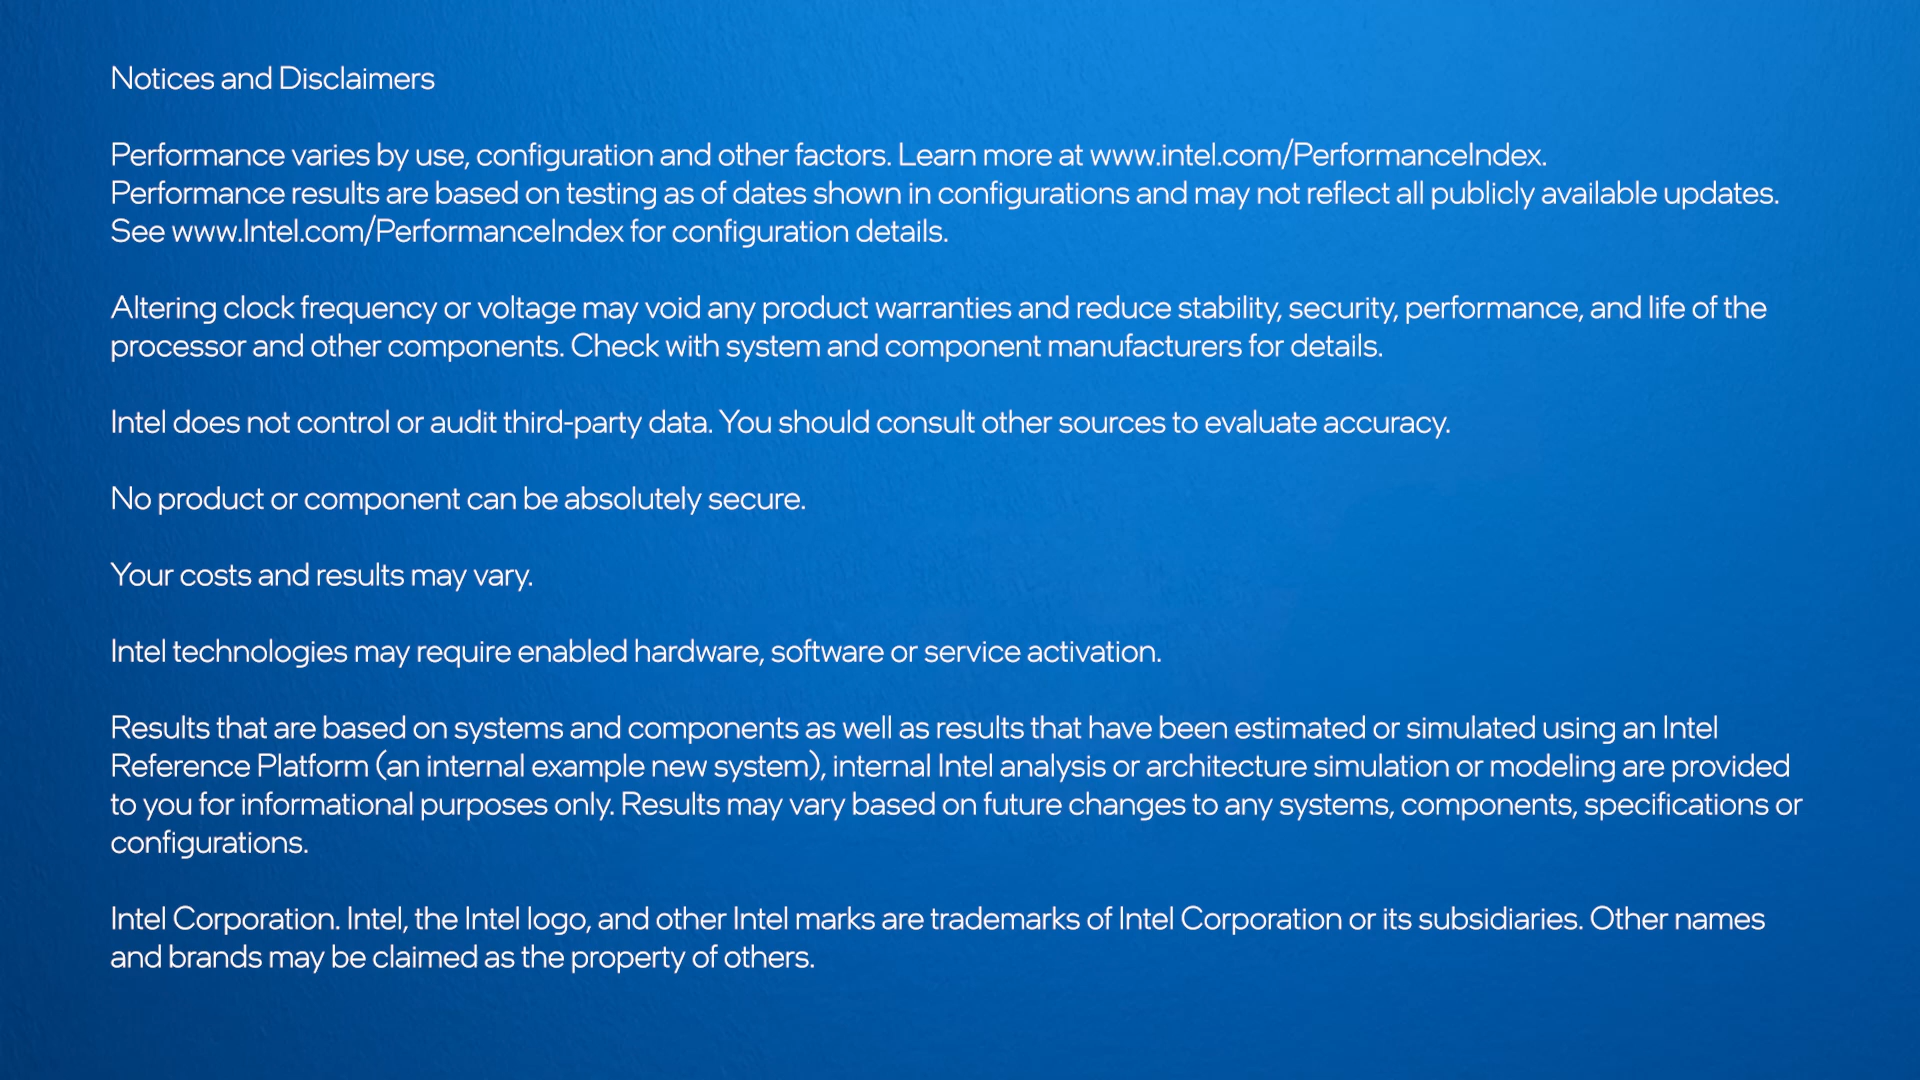 Notices and Disclaimers
Performance varies by use, configuration and other factors. Learn more at www.intel.com/PerformanceIndex.
Performance results are based on testing as of dates shown in configurations and may not reflect all publicly available updates.
See www.Intel.com/PerformanceIndex for configuration details.
Altering clock frequency or voltage may void any product warranties and reduce stability, security, performance, and life of the
processor and other components. Check with system and component manufacturers for details.
Intel does not control or audit third-party data. You should consult other sources to evaluate accuracy.
No product or component can be absolutely secure.
Your costs and results may vary.
Intel technologies may require enabled hardware, software or service activation.
Results that are based on systems and components as well as results that have been estimated or simulated using an Intel
Reference Platform (an internal example new system), internal Intel analysis or architecture simulation or modeling are provided
to you for informational purposes only. Results may vary based on future changes to any systems, components, specifications or
configurations.
Intel Corporation. Intel, the Intel logo, and other Intel marks are trademarks of Intel Corporation or its subsidiaries. Other names
and brands may be claimed as the property of others.